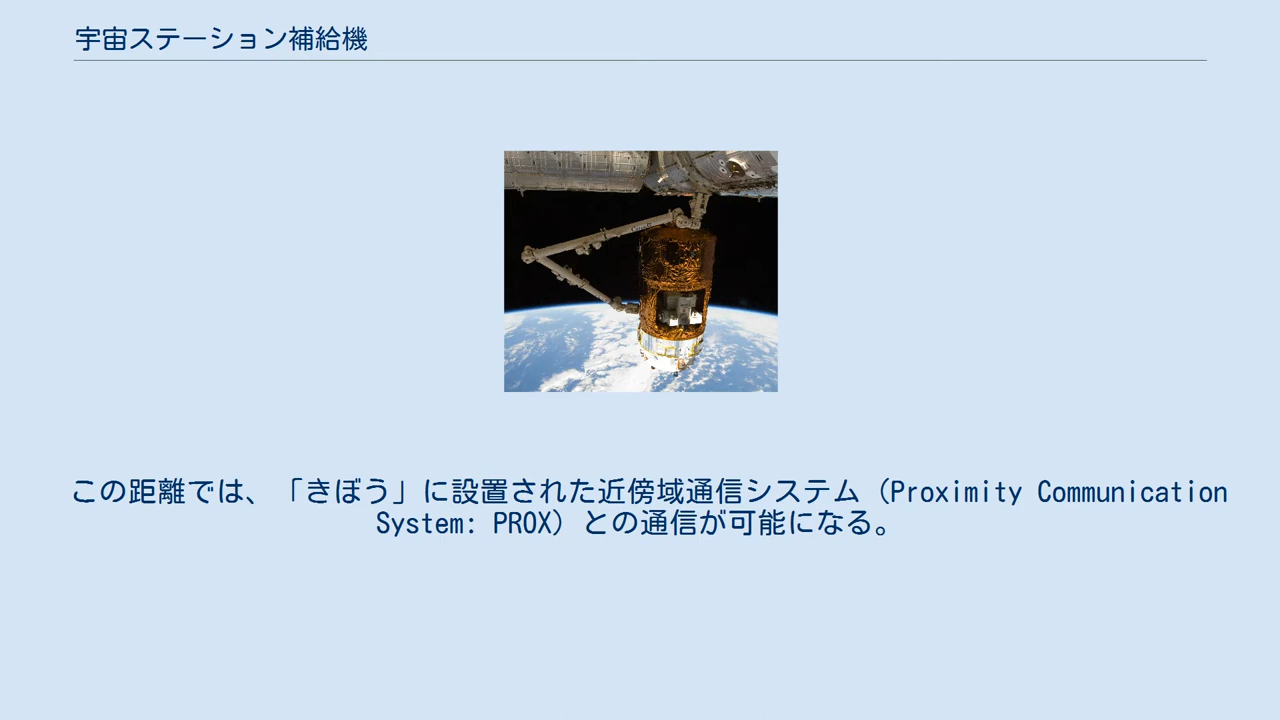 宇宙ステーション補給機
この距離では、「きぼう」に設置された近傍域通信システム（Proximity Communication
System: PROX）との通信が可能になる。